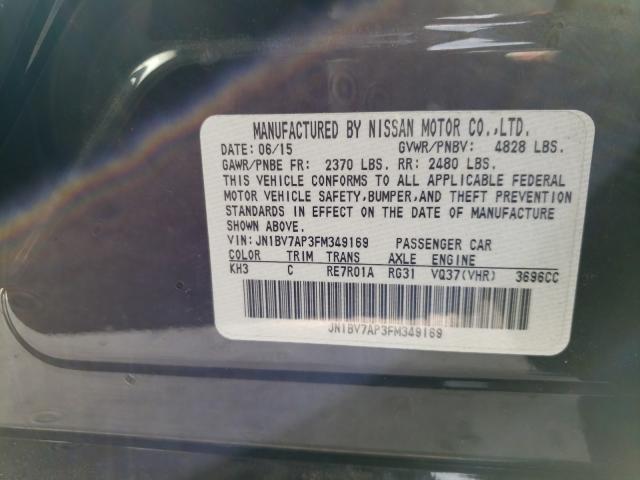 MANUFACTURED BY NISSAN MOTOR CO.,LTD.
DATE: 06/15 GVWR/PNBV: 4828 LBS.
GAWR/PNBE FR: 2370 LBS. RR: 2480 LBS.
THIS VEHICLE CONFORMS TO ALL APPLICABLE FEDERAL
MOTOR VEHICLE SAFETY,BUMPER,AND THEFT PREVENTION
STANDARDS IN EFFECT ON THE DATE OF MANUFACTURE
SHOWN ABOVE.
VIN: JN1BV7AP3FM349169 PASSENGER CAR
COLOR TRIM TRANS AXLE ENGINE
KH3 C RE7R01A RG31 VQ37(VHR) 3696CC
JN1BV7AP3FM349169